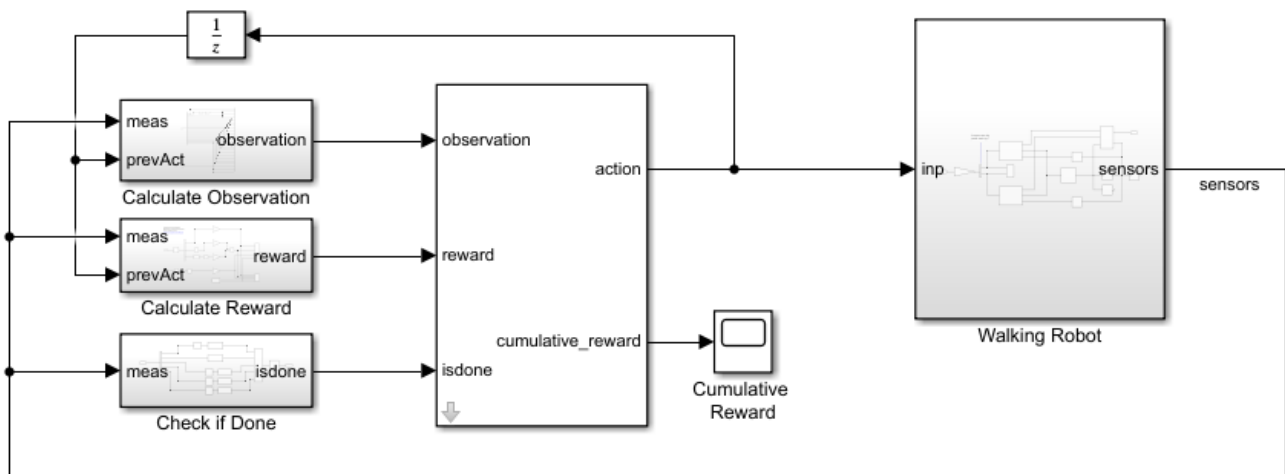 1
z
meas
prevAct
observation
Calculate Observation
meas
prevAct
reward
Calculate Reward
meas
isdone
Check if Done
observation
reward
isdone
action
cumulative_reward
Cumulative
Reward
inp
sensors
Walking Robot
sensors